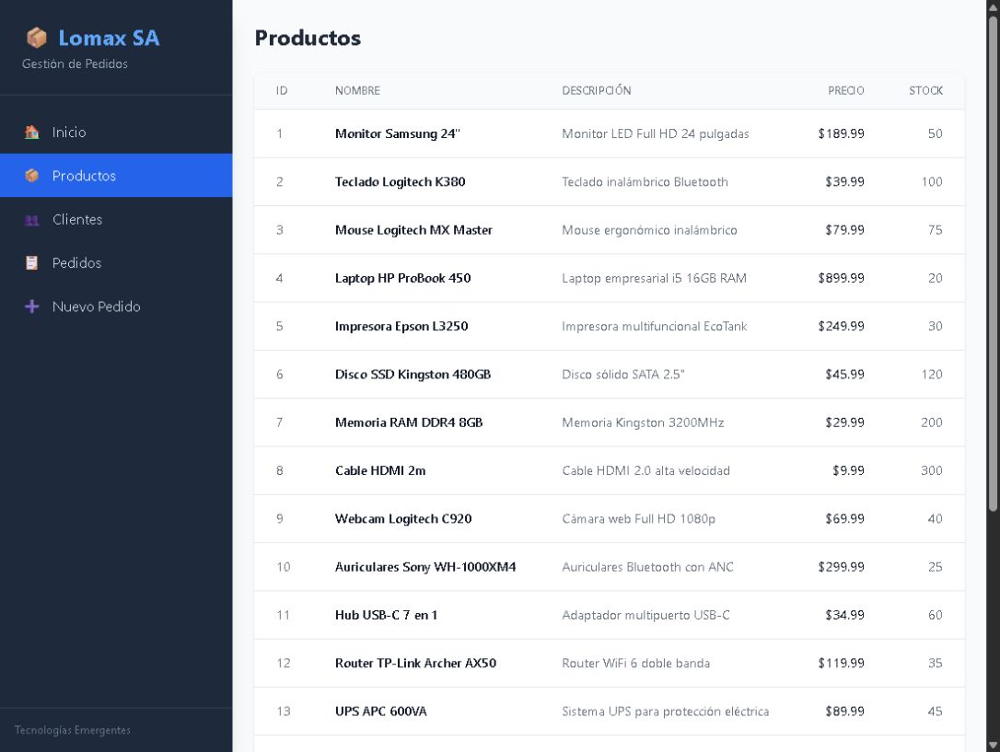 Lomax SA
Gestión de Pedidos
Inicio
Productos
Clientes
Pedidos
Nuevo Pedido
Tecnologías Emergentes
Productos
ID NOMBRE DESCRIPCIÓN PRECIO STOCK
1 Monitor Samsung 24" Monitor LED Full HD 24 pulgadas $189.99 50
2 Teclado Logitech K380 Teclado inalámbrico Bluetooth $39.99 100
3 Mouse Logitech MX Master Mouse ergonómico inalámbrico $79.99 75
4 Laptop HP ProBook 450 Laptop empresarial i5 16GB RAM $899.99 20
5 Impresora Epson L3250 Impresora multifuncional EcoTank $249.99 30
6 Disco SSD Kingston 480GB Disco sólido SATA 2.5" $45.99 120
7 Memoria RAM DDR4 8GB Memoria Kingston 3200MHz $29.99 200
8 Cable HDMI 2m Cable HDMI 2.0 alta velocidad $9.99 300
9 Webcam Logitech C920 Cámara web Full HD 1080p $69.99 40
10 Auriculares Sony WH-1000XM4 Auriculares Bluetooth con ANC $299.99 25
11 Hub USB-C 7 en 1 Adaptador multipuerto USB-C $34.99 60
12 Router TP-Link Archer AX50 Router WiFi 6 doble banda $119.99 35
13 UPS APC 600VA Sistema UPS para protección eléctrica $89.99 45